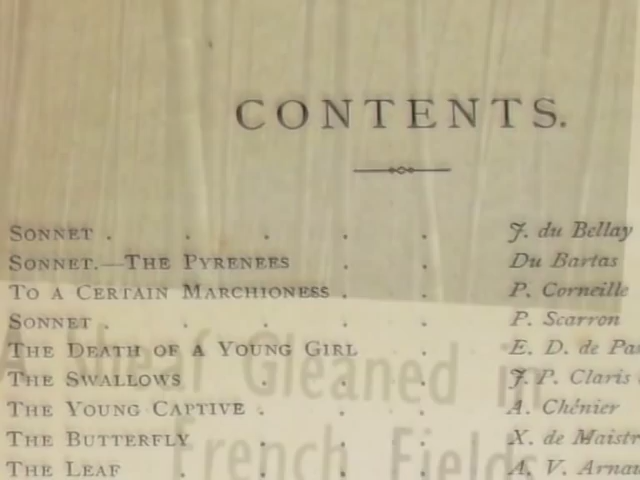 CONTENTS.
SONNET . . . . . J. du Bellay
SONNET.—THE PYRENEES . . Du Bartas
TO A CERTAIN MARCHIONESS . . P. Corneille
SONNET . . . . . P. Scarron
THE DEATH OF A YOUNG GIRL . E. D. de
THE SWALLOWS . . . J. P. Claris
THE YOUNG CAPTIVE . . . A. Chénier
THE BUTTERFLY . . . X. de
THE LEAF . . . . A. V.
Gleaned in
French Fields